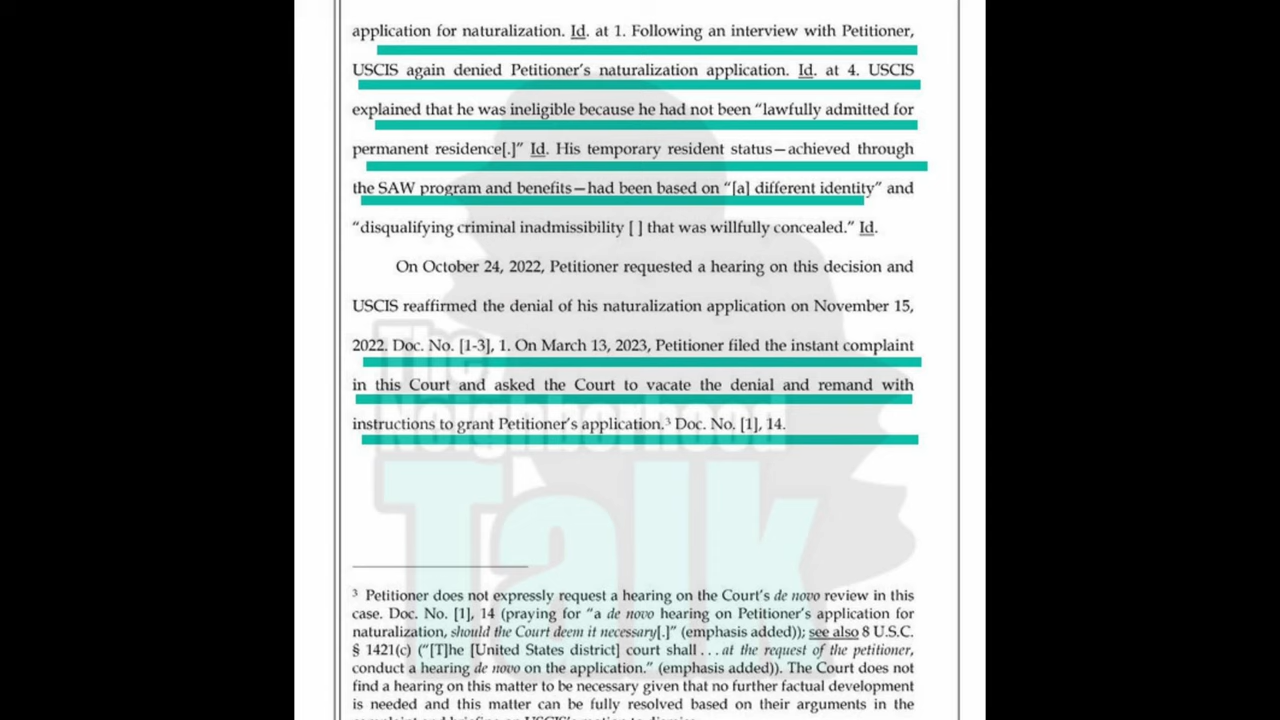 application for naturalization. Id. at 1. Following an interview with Petitioner,
USCIS again denied Petitioner’s naturalization application. Id. at 4. USCIS
explained that he was ineligible because he had not been “lawfully admitted for
permanent residence[.]” Id. His temporary resident status—achieved through
the SAW program and benefits—had been based on “[a] different identity” and
“disqualifying criminal inadmissibility [ ] that was willfully concealed.” Id.
On October 24, 2022, Petitioner requested a hearing on this decision and
USCIS reaffirmed the denial of his naturalization application on November 15,
2022. Doc. No. [1-3], 1. On March 13, 2023, Petitioner filed the instant complaint
in this Court and asked the Court to vacate the denial and remand with
instructions to grant Petitioner’s application.³ Doc. No. [1], 14.
The
Neighborhood
Talk
³ Petitioner does not expressly request a hearing on the Court’s de novo review in this
case. Doc. No. [1], 14 (praying for “a de novo hearing on Petitioner’s application for
naturalization, should the Court deem it necessary[.]” (emphasis added)); see also 8 U.S.C.
§ 1421(c) (“[T]he [United States district] court shall . . . at the request of the petitioner,
conduct a hearing de novo on the application.” (emphasis added)). The Court does not
find a hearing on this matter to be necessary given that no further factual development
is needed and this matter can be fully resolved based on their arguments in the